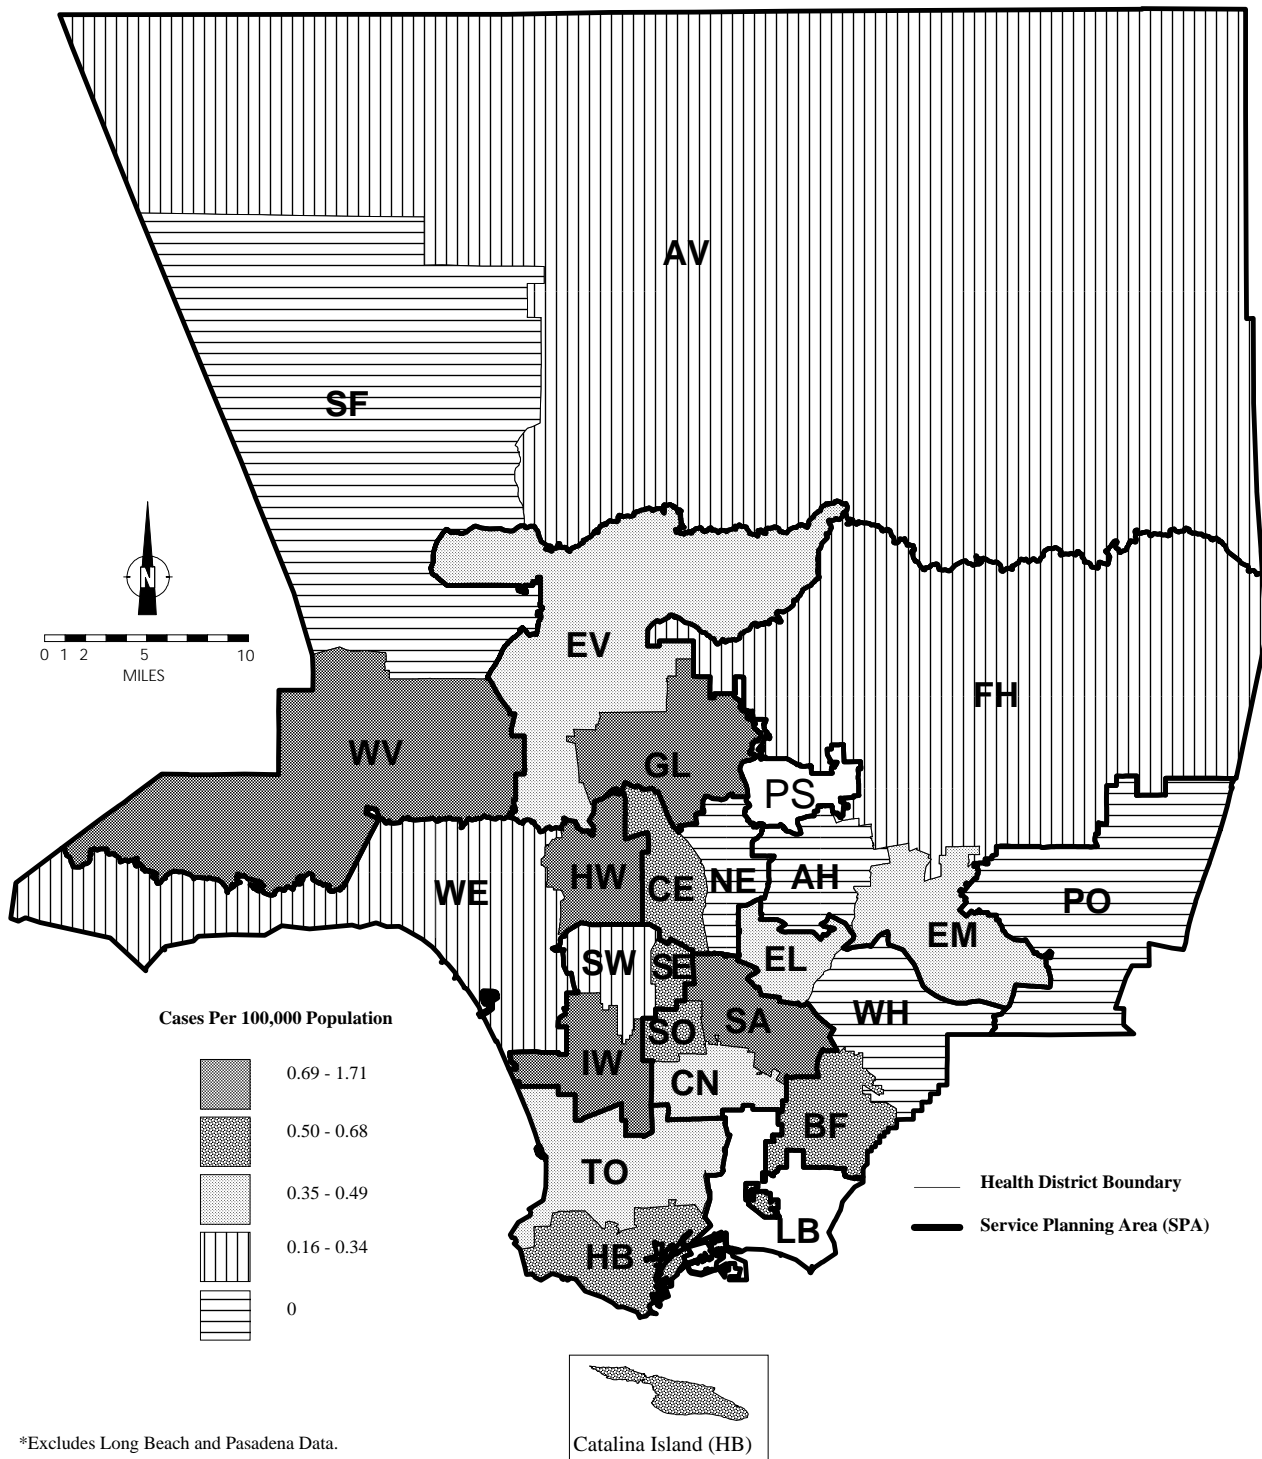 AV
SF
N
0 1 2 5 10
MILES
EV
FH
WV
GL
PS
HW
CE
NE
AH
WE
PO
EM
SW
SE
EL
SO
SA
WH
Cases Per 100,000 Population
IW
CN
0.69 - 1.71
BF
0.50 - 0.68
TO
0.35 - 0.49
Health District Boundary
Service Planning Area (SPA)
LB
HB
0.16 - 0.34
0
*Excludes Long Beach and Pasadena Data.
Catalina Island (HB)